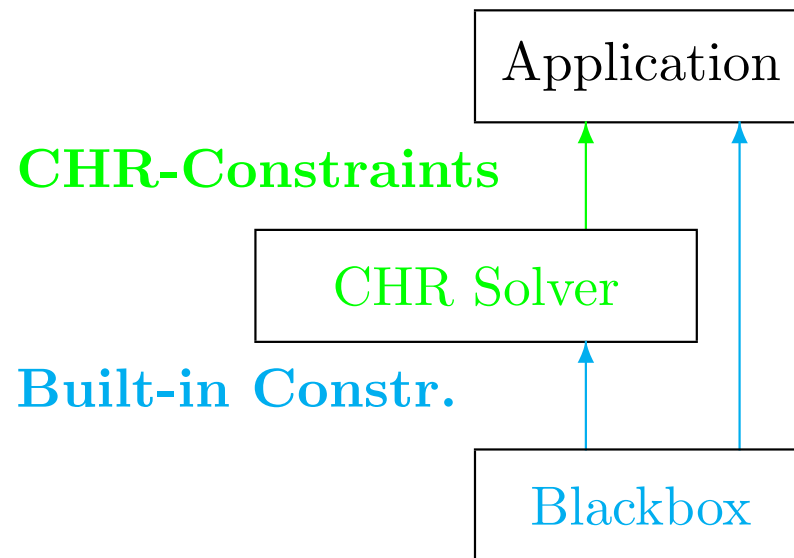 Application
CHR-Constraints
CHR Solver
Built-in Constr.
Blackbox